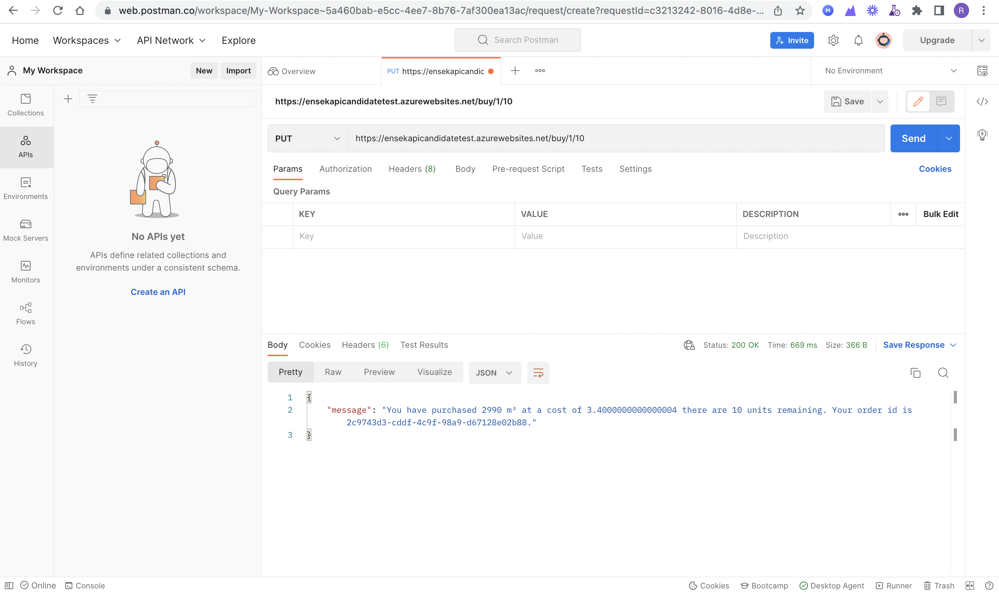 web.postman.co/workspace/My-Workspace~5a460bab-e5cc-4ee7-8b76-7af300ea13ac/request/create?requestId=c3213242-8016-4d8e-...
M
R
Home
Workspaces
API Network
Explore
Search Postman
Invite
Upgrade
My Workspace
New
Import
Overview
PUT https://ensekapicandic
No Environment
Collections
APIs
Environments
Mock Servers
Monitors
Flows
History
No APIs yet
APIs define related collections and
environments under a consistent schema.
Create an API
https://ensekapicandidatetest.azurewebsites.net/buy/1/10
Save
PUT
https://ensekapicandidatetest.azurewebsites.net/buy/1/10
Send
Params
Authorization
Headers (8)
Body
Pre-request Script
Tests
Settings
Cookies
Query Params
KEY
VALUE
DESCRIPTION
Bulk Edit
Key
Value
Description
Body
Cookies
Headers (6)
Test Results
Status: 200 OK
Time: 669 ms
Size: 366 B
Save Response
Pretty
Raw
Preview
Visualize
JSON
1 {
2 "message": "You have purchased 2990 m³ at a cost of 3.4000000000000004 there are 10 units remaining. Your order id is
2c9743d3-cddf-4c9f-98a9-d67128e02b88."
3 }
Online
Console
Cookies
Bootcamp
Desktop Agent
Runner
Trash